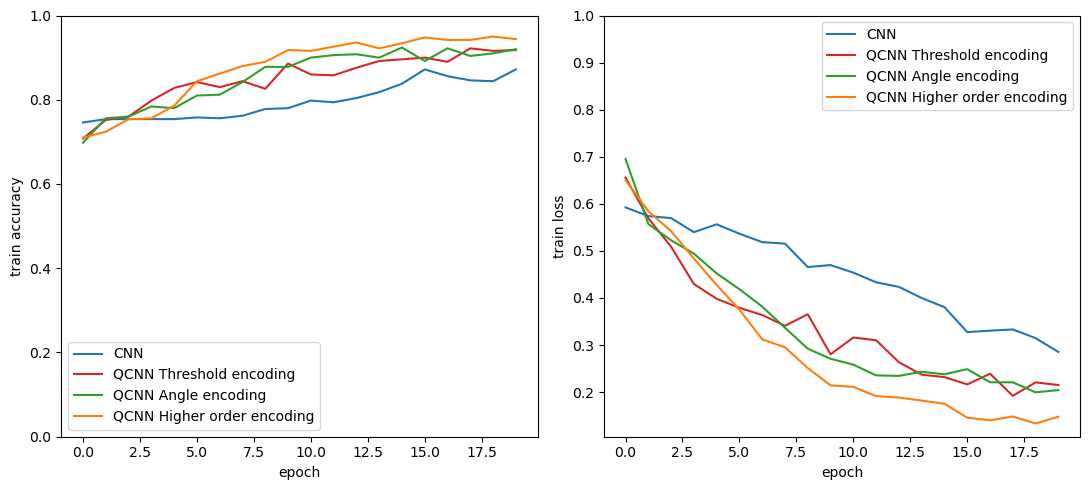 1.0
0.8
0.6
0.4
0.2
0.0
train accuracy
CNN
QCNN Threshold encoding
QCNN Angle encoding
QCNN Higher order encoding
0.0 2.5 5.0 7.5 10.0 12.5 15.0 17.5
epoch
1.0
0.9
0.8
0.7
0.6
0.5
0.4
0.3
0.2
train loss
CNN
QCNN Threshold encoding
QCNN Angle encoding
QCNN Higher order encoding
0.0 2.5 5.0 7.5 10.0 12.5 15.0 17.5
epoch